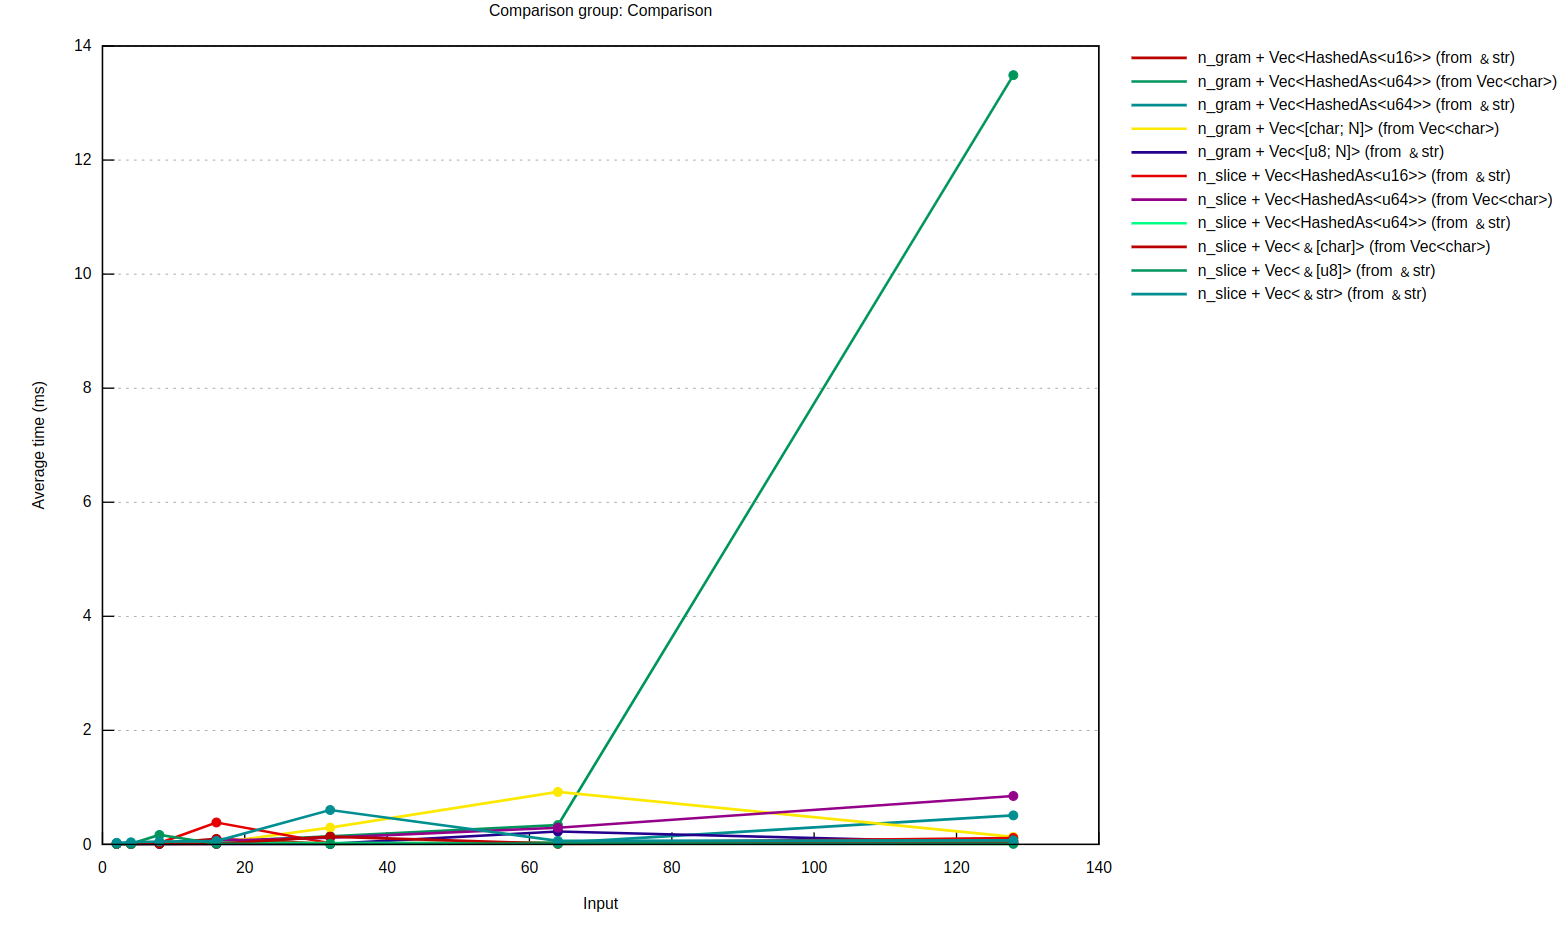 Comparison group: Comparison
14
12
10
8
6
4
2
0
Average time (ms)
0 20 40 60 80 100 120 140
Input
n_gram + Vec<HashedAs<u16>> (from &str)
n_gram + Vec<HashedAs<u64>> (from Vec<char>)
n_gram + Vec<HashedAs<u64>> (from &str)
n_gram + Vec<[char; N]> (from Vec<char>)
n_gram + Vec<[u8; N]> (from &str)
n_slice + Vec<HashedAs<u16>> (from &str)
n_slice + Vec<HashedAs<u64>> (from Vec<char>)
n_slice + Vec<HashedAs<u64>> (from &str)
n_slice + Vec<&[char]> (from Vec<char>)
n_slice + Vec<&[u8]> (from &str)
n_slice + Vec<&str> (from &str)